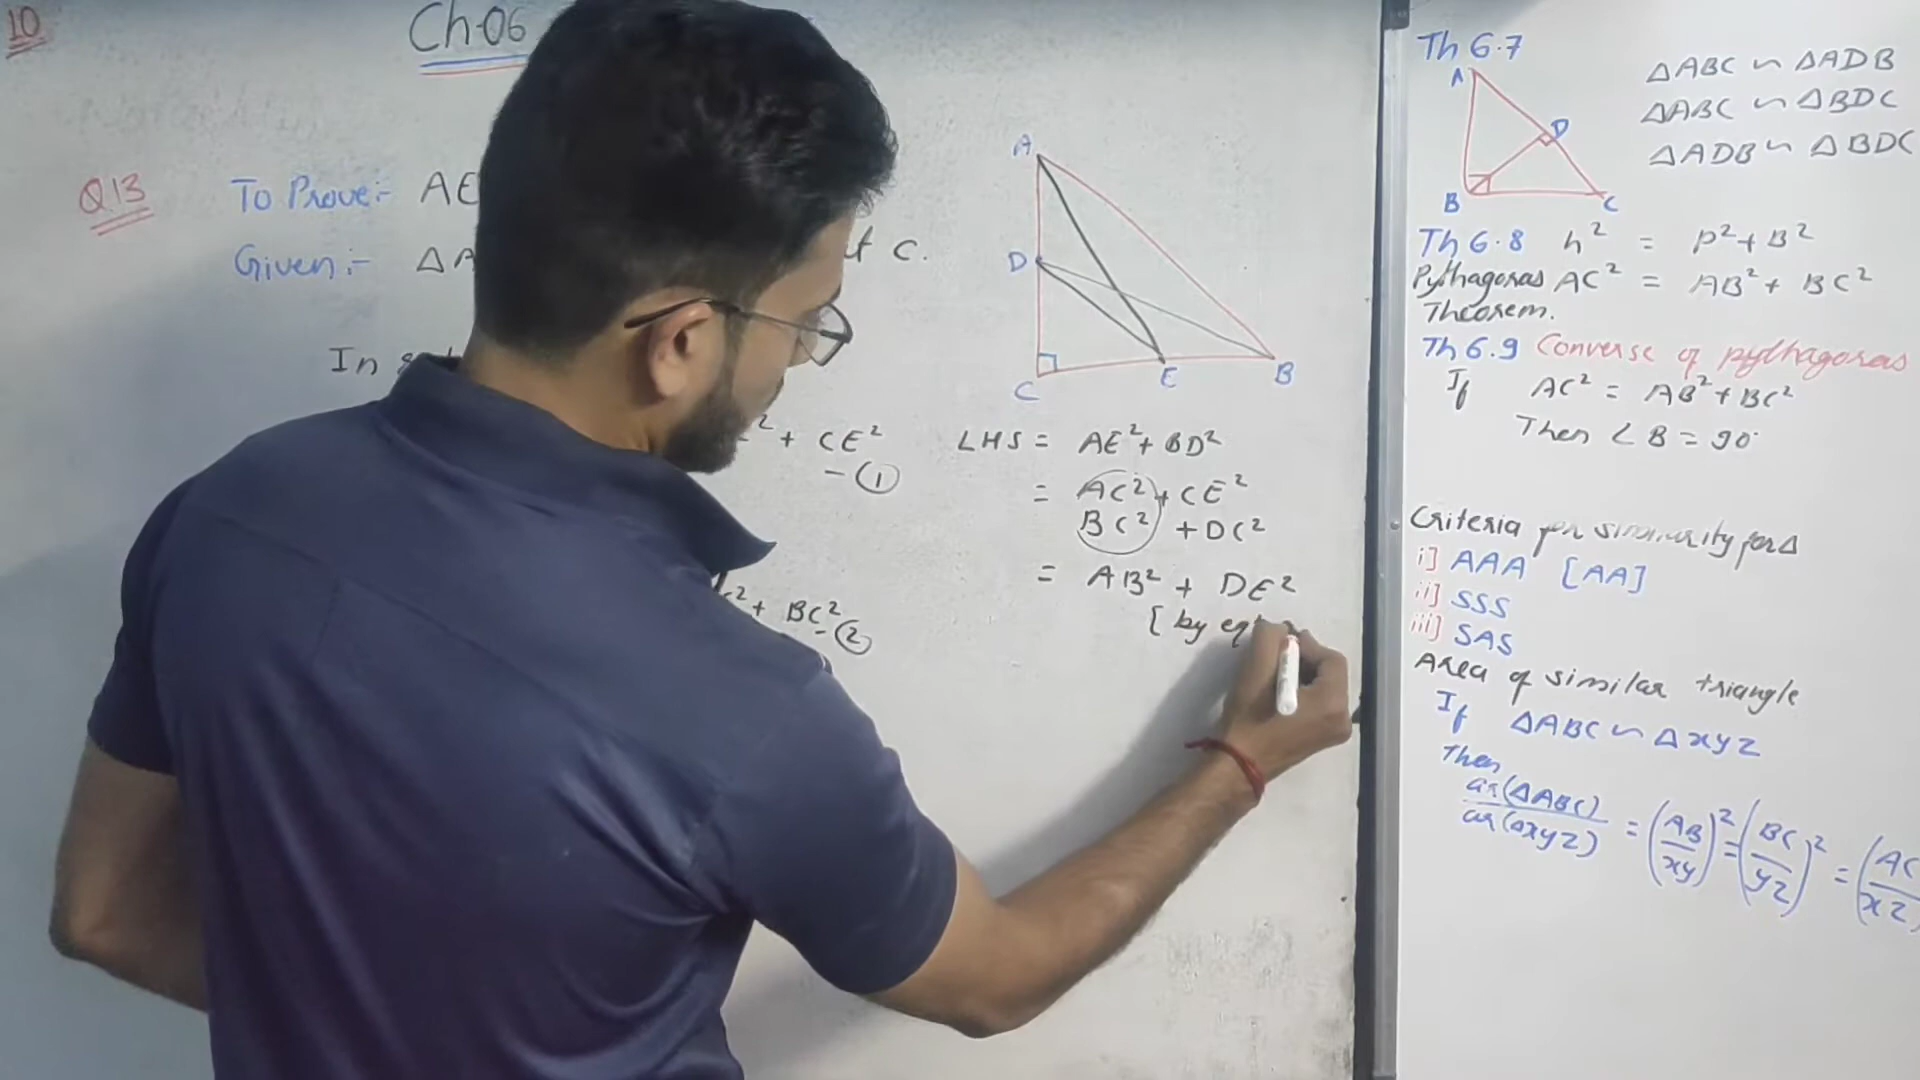 10
Ch-06
Q13 To Prove:- AE
Given:- ΔA
t C.
In
² + CE²
- ①
² + BC²
- ②
A
D
C
E
B
LHS = AE² + BD²
= AC² + CE²
BC² + DC²
= AB² + DE²
[by eq
Th 6.7
A
D
B
C
ΔABC ∽ ΔADB
ΔABC ∽ ΔBDC
ΔADB ∽ ΔBDC
Th 6.8 h² = P² + B²
Pythagoras AC² = AB² + BC²
Theorem.
Th 6.9 Converse of pythagoras
If AC² = AB² + BC²
Then ∠B = 90°
Criteria for similarity for Δ
i] AAA [AA]
ii] SSS
iii] SAS
Area of similar triangle
If ΔABC ∽ ΔXYZ
Then
ar(ΔABC)/ar(ΔXYZ) = (AB/XY)² = (BC/YZ)² = (AC/XZ)